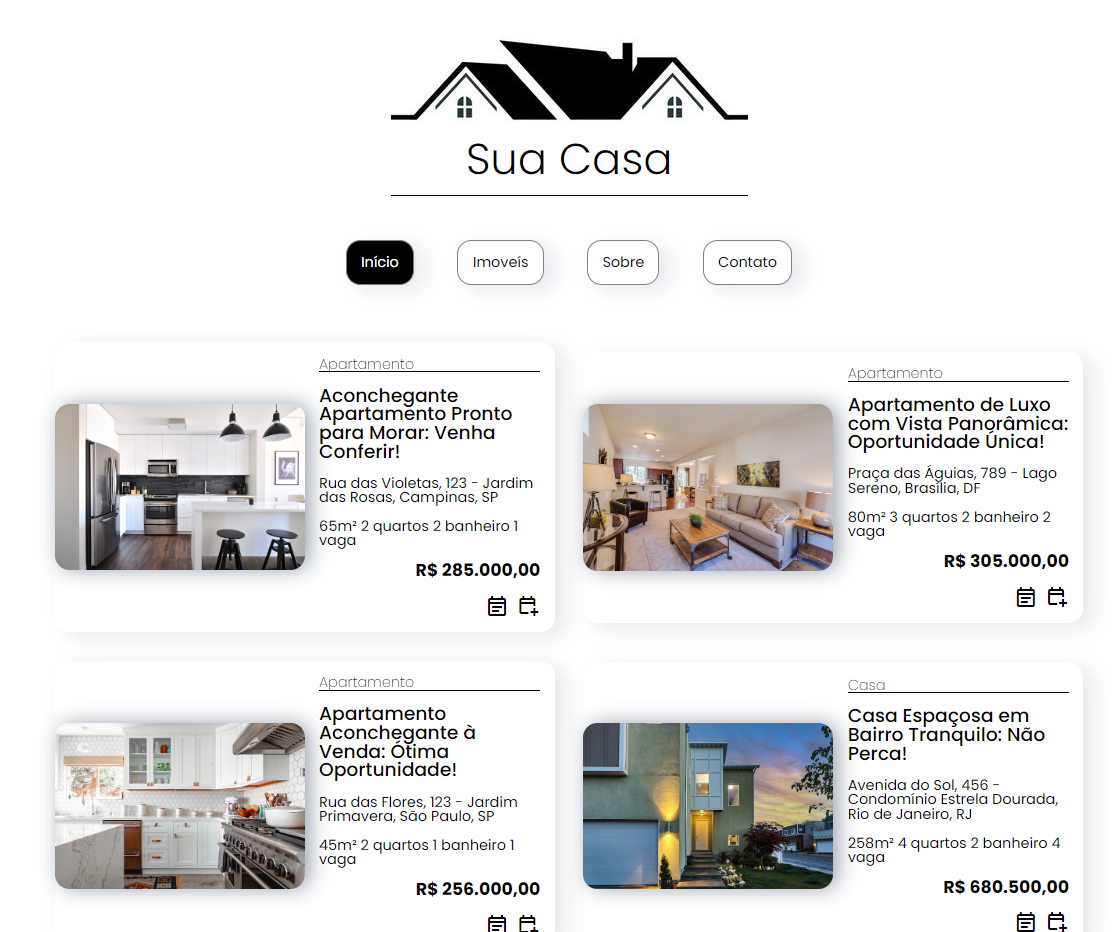 Sua Casa
Início
Imoveís
Sobre
Contato
Apartamento
Aconchegante
Apartamento Pronto
para Morar: Venha
Conferir!
Rua das Violetas, 123 - Jardim
das Rosas, Campinas, SP
65m² 2 quartos 2 banheiro 1
vaga
R$ 285.000,00
Apartamento
Apartamento de Luxo
com Vista Panorâmica:
Oportunidade Única!
Praça das Águias, 789 - Lago
Sereno, Brasília, DF
80m² 3 quartos 2 banheiro 2
vaga
R$ 305.000,00
Apartamento
Apartamento
Aconchegante à
Venda: Ótima
Oportunidade!
Rua das Flores, 123 - Jardim
Primavera, São Paulo, SP
45m² 2 quartos 1 banheiro 1
vaga
R$ 256.000,00
Casa
Casa Espaçosa em
Bairro Tranquilo: Não
Perca!
Avenida do Sol, 456 -
Condomínio Estrela Dourada,
Rio de Janeiro, RJ
258m² 4 quartos 2 banheiro 4
vaga
R$ 680.500,00